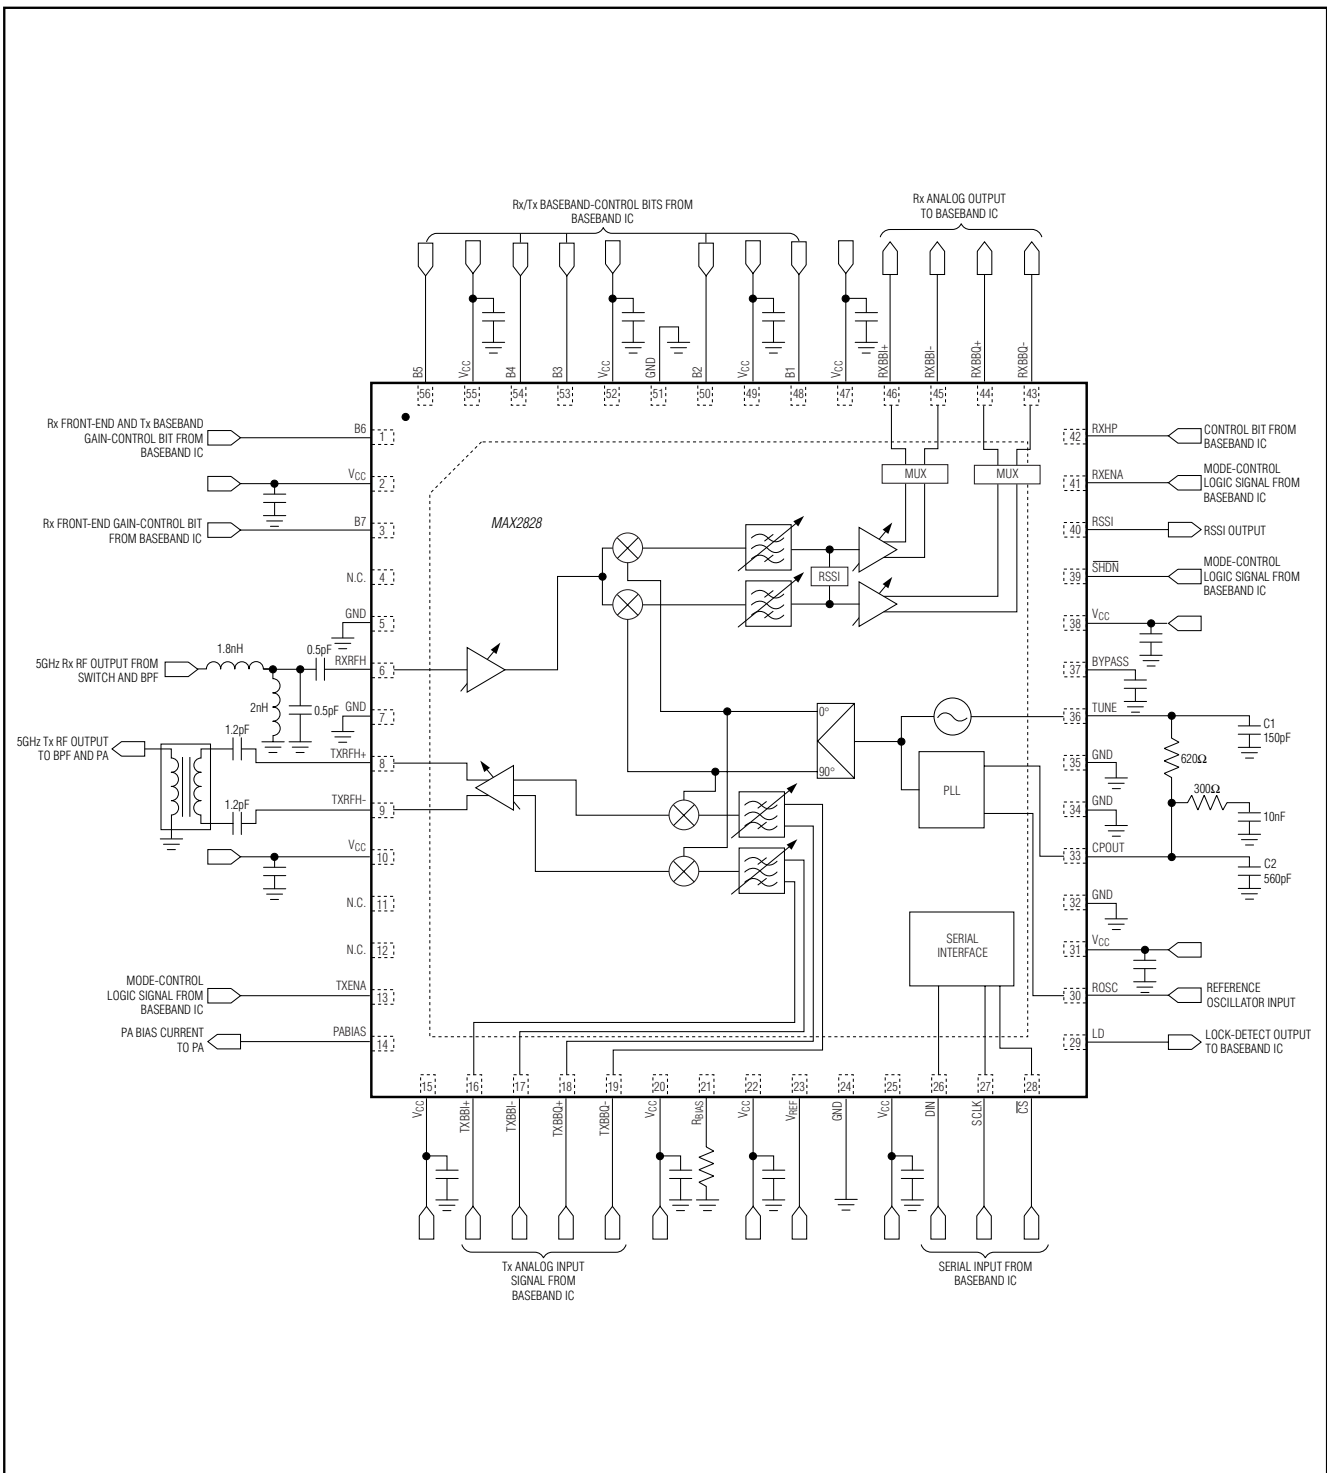 Rx/Tx BASEBAND-CONTROL BITS FROM
BASEBAND IC
Rx ANALOG OUTPUT
TO BASEBAND IC
B5
VCC
B4
B3
VCC
GND
B2
VCC
B1
VCC
RXBBI+
RXBBI-
RXBBQ+
RXBBQ-
56
55
54
53
52
51
50
49
48
47
46
45
44
43
Rx FRONT-END AND Tx BASEBAND
GAIN-CONTROL BIT FROM
BASEBAND IC
B6
1
VCC
2
Rx FRONT-END GAIN-CONTROL BIT
FROM BASEBAND IC
B7
3
N.C.
4
GND
5
5GHz Rx RF OUTPUT FROM
SWITCH AND BPF
1.8nH
0.5pF
RXRFH
6
2nH
0.5pF
GND
7
5GHz Tx RF OUTPUT
TO BPF AND PA
1.2pF
TXRFH+
8
1.2pF
TXRFH-
9
VCC
10
N.C.
11
N.C.
12
MODE-CONTROL
LOGIC SIGNAL FROM
BASEBAND IC
TXENA
13
PA BIAS CURRENT
TO PA
PABIAS
14
MAX2828
MUX
MUX
RSSI
0°
90°
PLL
SERIAL
INTERFACE
42
RXHP
CONTROL BIT FROM
BASEBAND IC
41
RXENA
MODE-CONTROL
LOGIC SIGNAL FROM
BASEBAND IC
40
RSSI
RSSI OUTPUT
39
SHDN
MODE-CONTROL
LOGIC SIGNAL FROM
BASEBAND IC
38
VCC
37
BYPASS
36
TUNE
C1
150pF
620Ω
35
GND
300Ω
34
GND
10nF
33
CPOUT
C2
560pF
32
GND
31
VCC
30
ROSC
REFERENCE
OSCILLATOR INPUT
29
LD
LOCK-DETECT OUTPUT
TO BASEBAND IC
15
16
17
18
19
20
21
22
23
24
25
26
27
28
VCC
TXBBI+
TXBBI-
TXBBQ+
TXBBQ-
VCC
RBIAS
VCC
VREF
GND
VCC
DIN
SCLK
CS
Tx ANALOG INPUT
SIGNAL FROM
BASEBAND IC
SERIAL INPUT FROM
BASEBAND IC